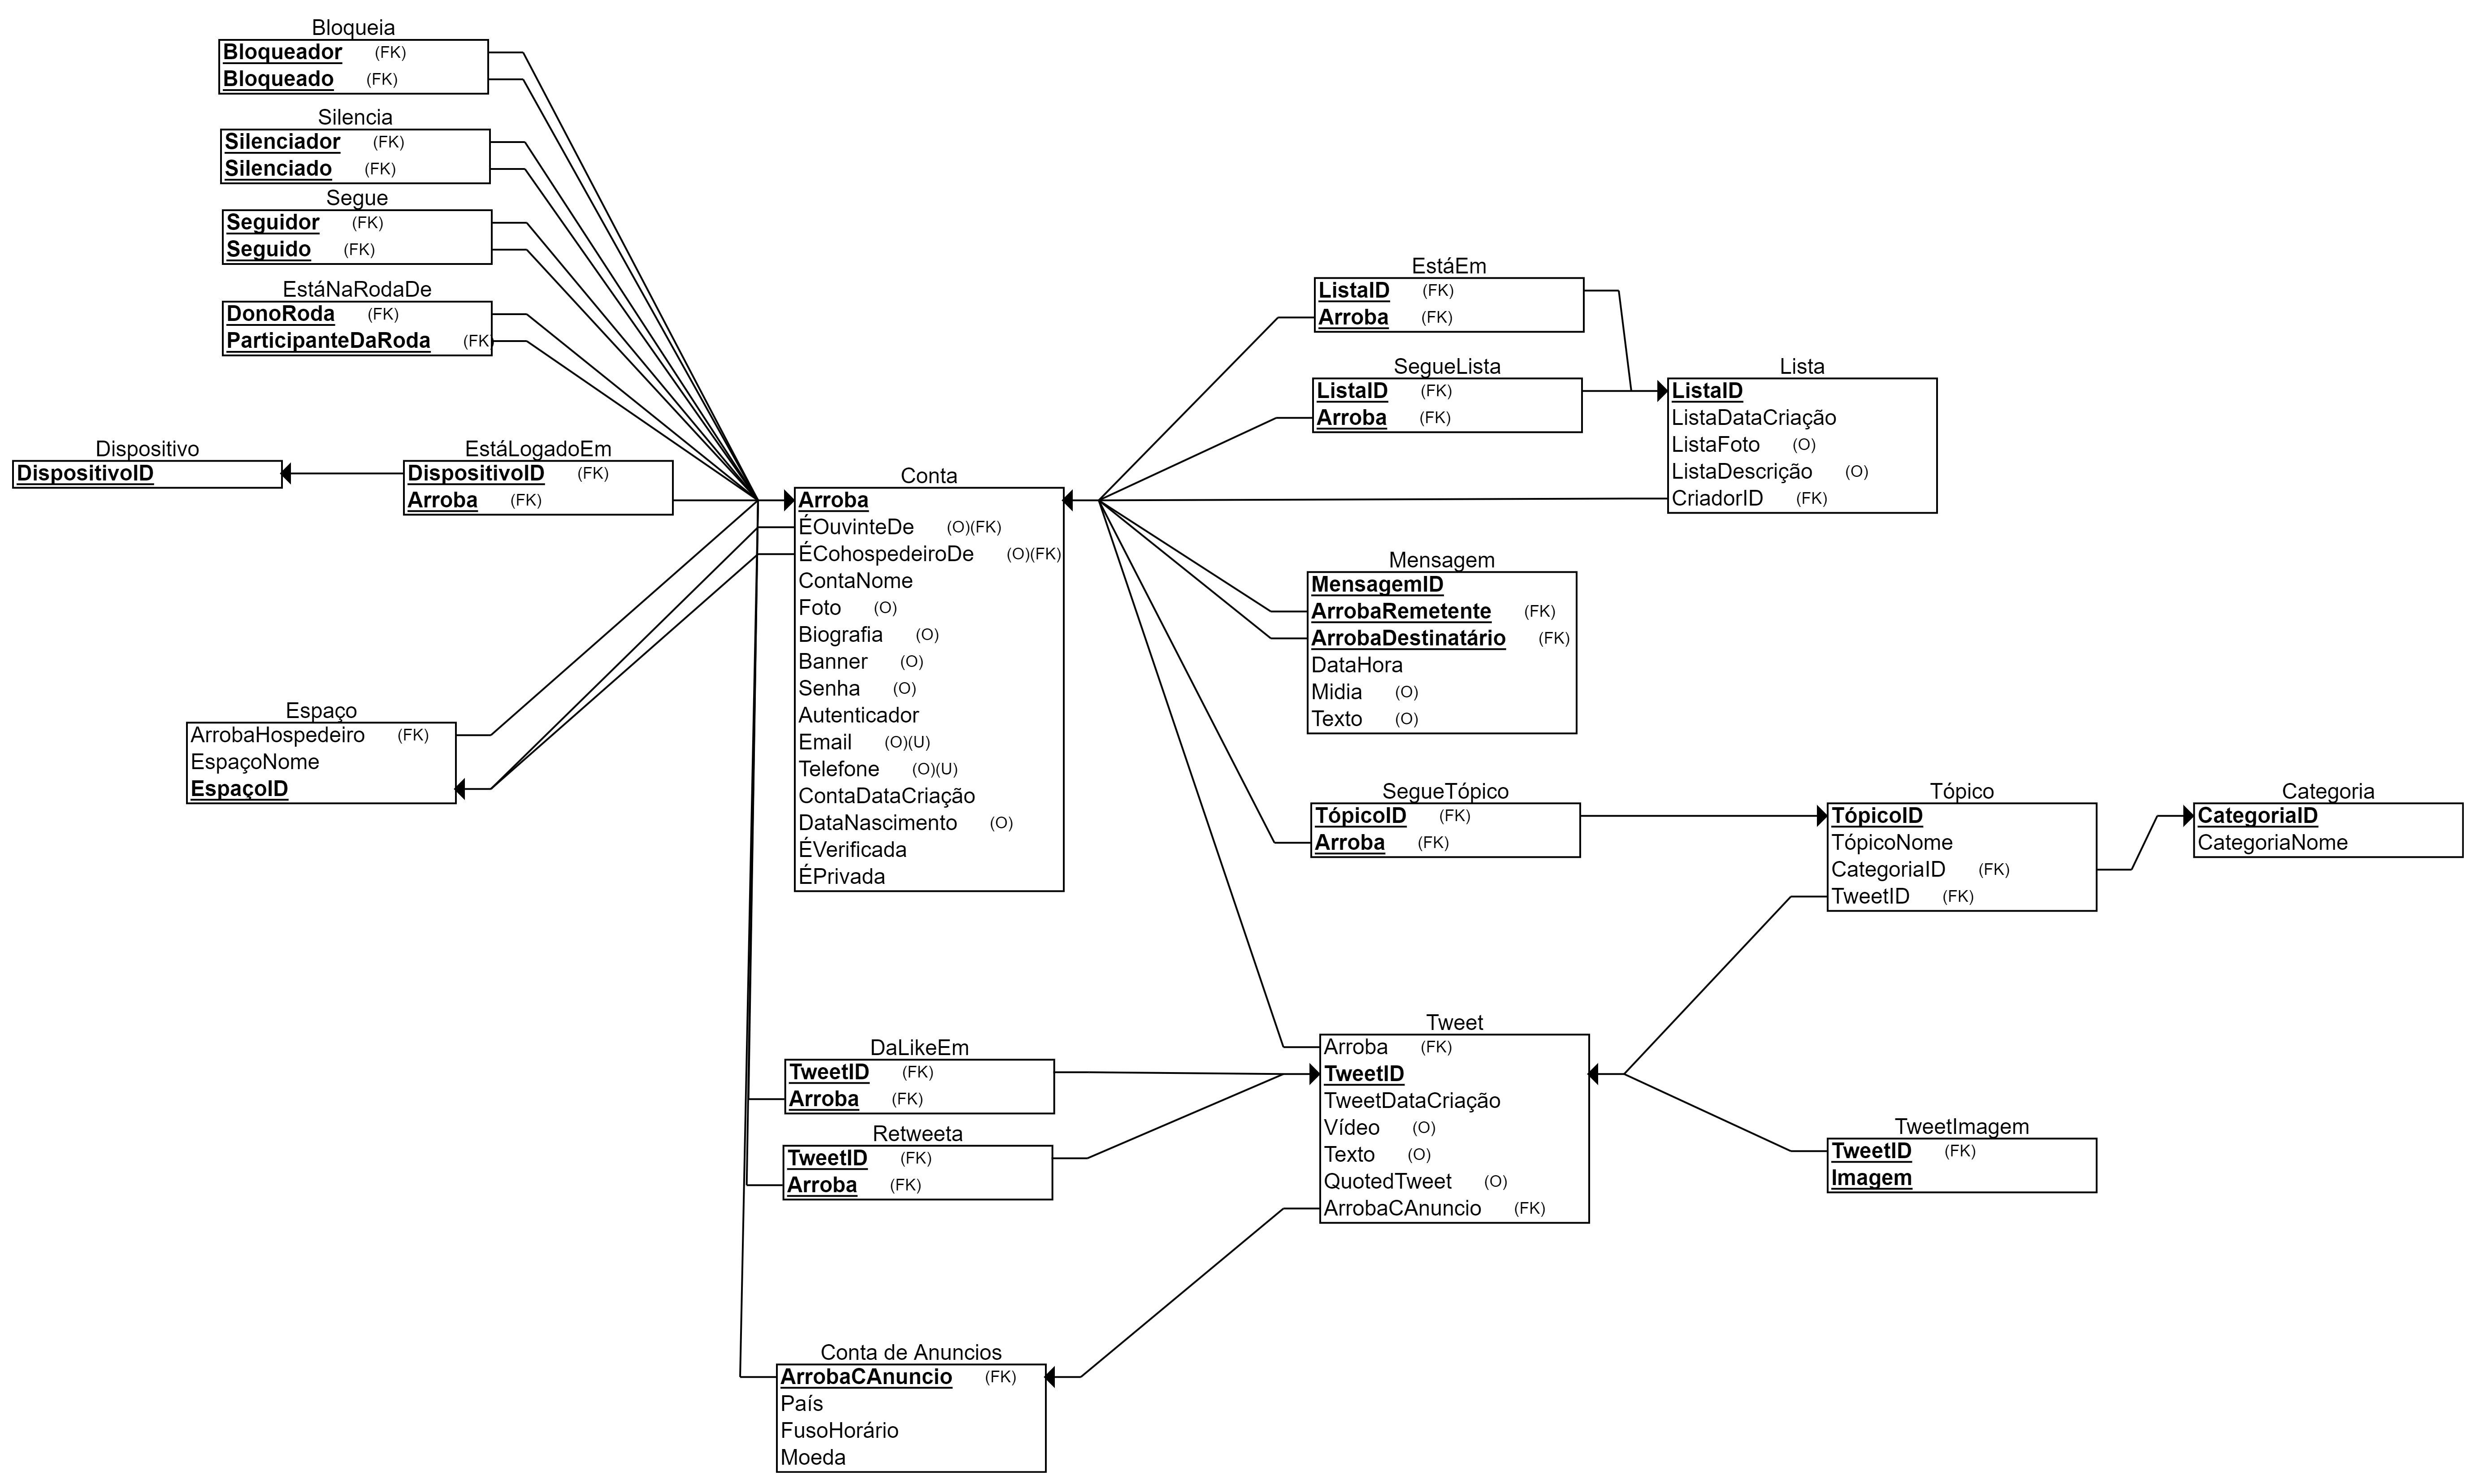 Bloqueia
Bloqueador (FK)
Bloqueado (FK)
Silencia
Silenciador (FK)
Silenciado (FK)
Segue
Seguidor (FK)
Seguido (FK)
EstáNaRodaDe
DonoRoda (FK)
ParticipanteDaRoda (FK)
Dispositivo
DispositivoID
EstáLogadoEm
DispositivoID (FK)
Arroba (FK)
Espaço
ArrobaHospedeiro (FK)
EspaçoNome
EspaçoID
Conta
Arroba
ÉOuvinteDe (O)(FK)
ÉCohospedeiroDe (O)(FK)
ContaNome
Foto (O)
Biografia (O)
Banner (O)
Senha (O)
Autenticador
Email (O)(U)
Telefone (O)(U)
ContaDataCriação
DataNascimento (O)
ÉVerificada
ÉPrivada
EstáEm
ListaID (FK)
Arroba (FK)
SegueLista
ListaID (FK)
Arroba (FK)
Lista
ListaID
ListaDataCriação
ListaFoto (O)
ListaDescrição (O)
CriadorID (FK)
Mensagem
MensagemID
ArrobaRemetente (FK)
ArrobaDestinatário (FK)
DataHora
Midia (O)
Texto (O)
SegueTópico
TópicoID (FK)
Arroba (FK)
Tópico
TópicoID
TópicoNome
CategoriaID (FK)
TweetID (FK)
Categoria
CategoriaID
CategoriaNome
DaLikeEm
TweetID (FK)
Arroba (FK)
Retweeta
TweetID (FK)
Arroba (FK)
Tweet
Arroba (FK)
TweetID
TweetDataCriação
Vídeo (O)
Texto (O)
QuotedTweet (O)
ArrobaCAnuncio (FK)
TweetImagem
TweetID (FK)
Imagem
Conta de Anuncios
ArrobaCAnuncio (FK)
País
FusoHorário
Moeda